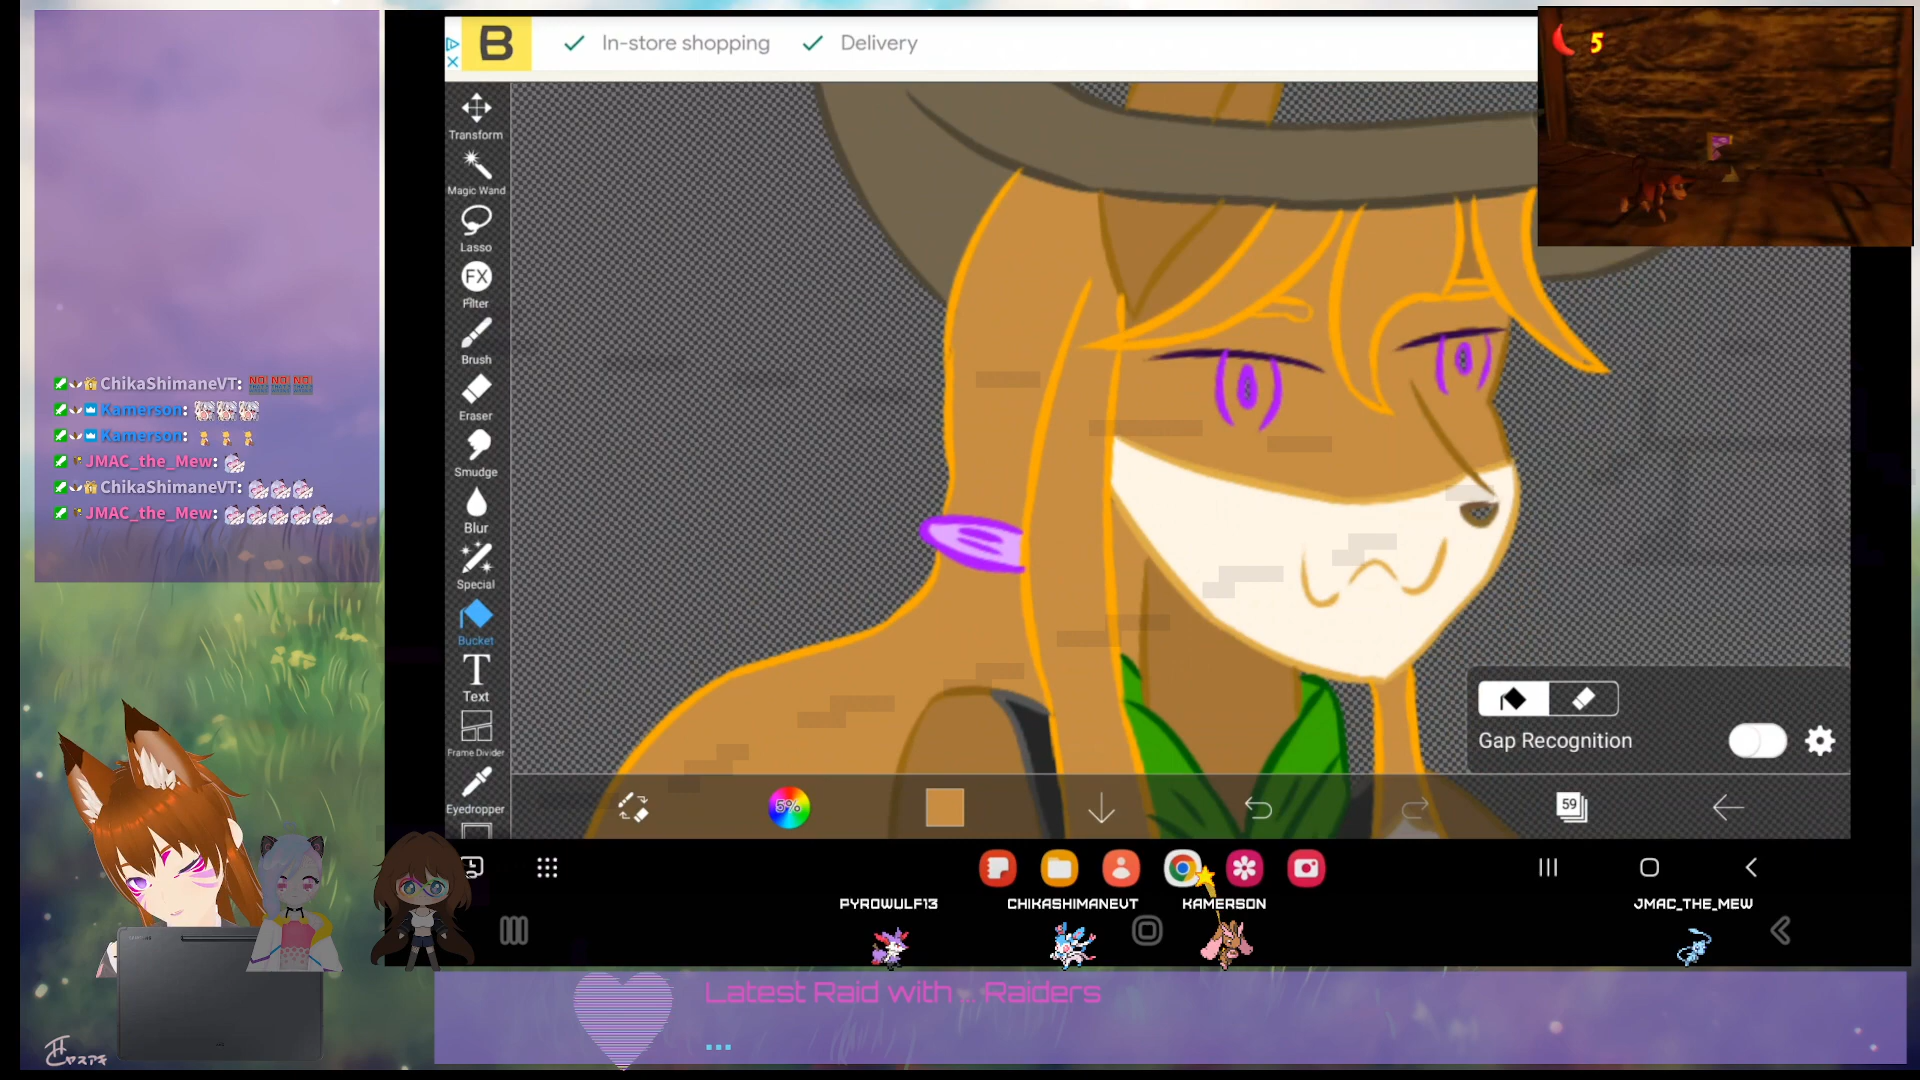 B
In-store shopping
Delivery
5
Transform
Magic Wand
Lasso
FX
Filter
Brush
Eraser
Smudge
Blur
Special
Bucket
Text
Frame Divider
Eyedropper
ChikaShimaneVT:
Kamerson:
Kamerson:
JMAC_the_Mew:
ChikaShimaneVT:
JMAC_the_Mew:
Gap Recognition
5%
59
PYROWULF13
CHIKASHIMANEVT
KAMERSON
JMAC_THE_MEW
SAMSUNG
Latest Raid with ... Raiders
...